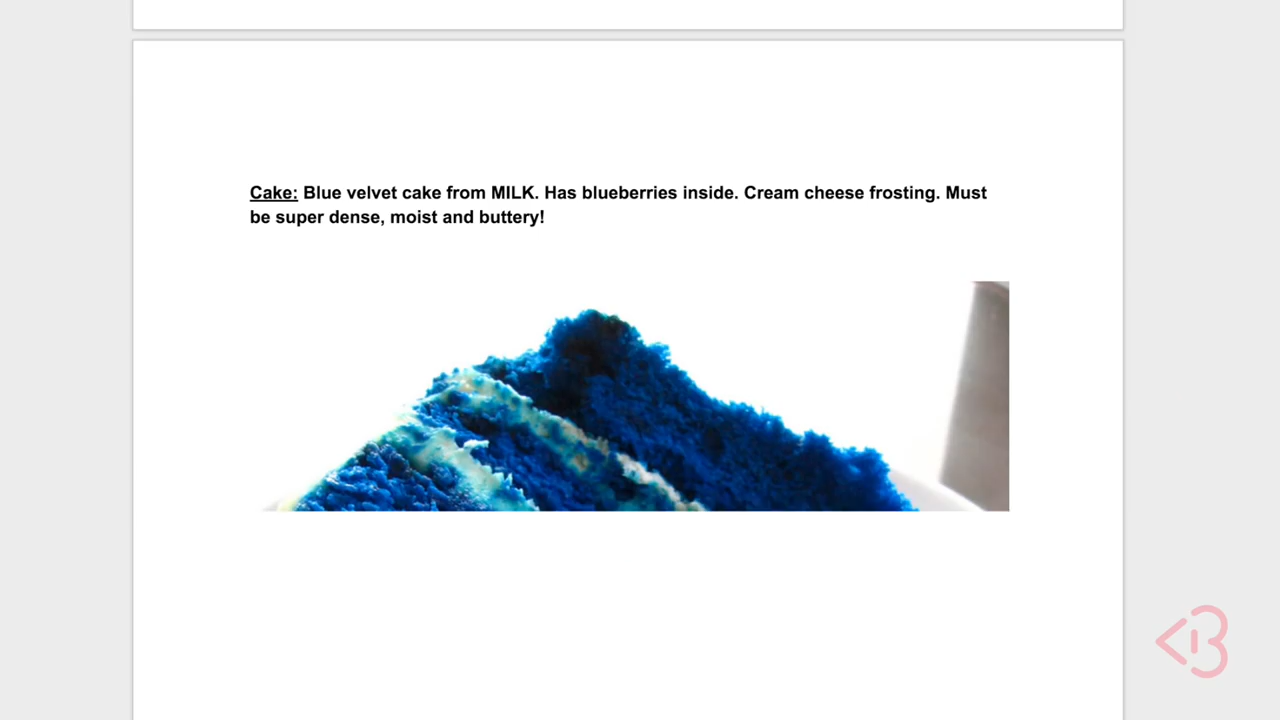 Cake: Blue velvet cake from MILK. Has blueberries inside. Cream cheese frosting. Must
be super dense, moist and buttery!